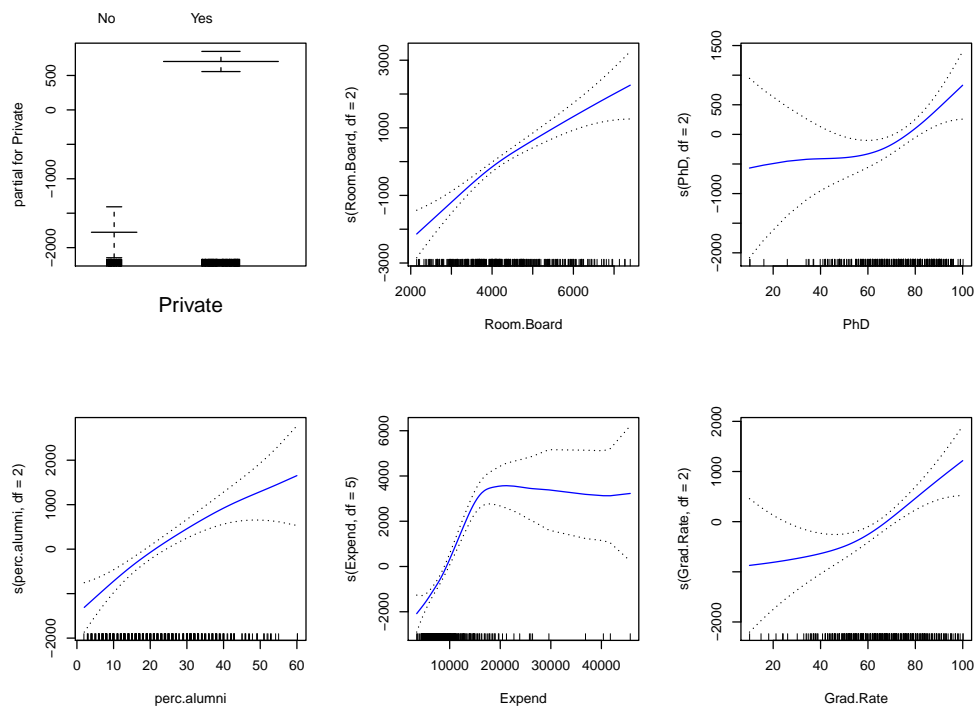 No Yes
partial for Private
500
0
−1000
−2000
Private
s(Room.Board, df = 2)
3000
1000
−1000
−3000
2000 4000 6000
Room.Board
s(PhD, df = 2)
1500
500
0
−1000
−2000
20 40 60 80 100
PhD
s(perc.alumni, df = 2)
2000
1000
0
−2000
0 10 20 30 40 50 60
perc.alumni
s(Expend, df = 5)
6000
4000
2000
0
−2000
10000 20000 30000 40000
Expend
s(Grad.Rate, df = 2)
2000
1000
0
−2000
20 40 60 80 100
Grad.Rate